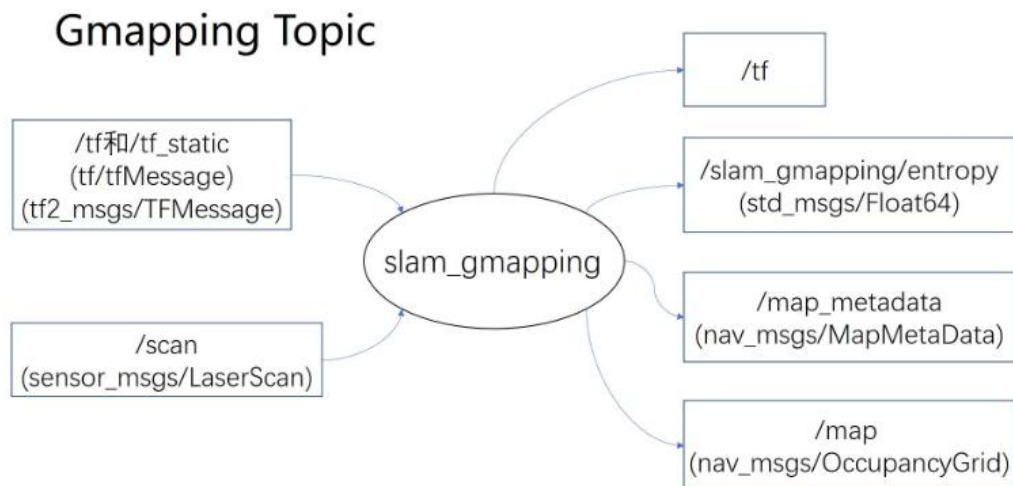 Gmapping Topic
/tf和/tf_static
(tf/tfMessage)
(tf2_msgs/TFMessage)
/scan
(sensor_msgs/LaserScan)
slam_gmapping
/tf
/slam_gmapping/entropy
(std_msgs/Float64)
/map_metadata
(nav_msgs/MapMetaData)
/map
(nav_msgs/OccupancyGrid)